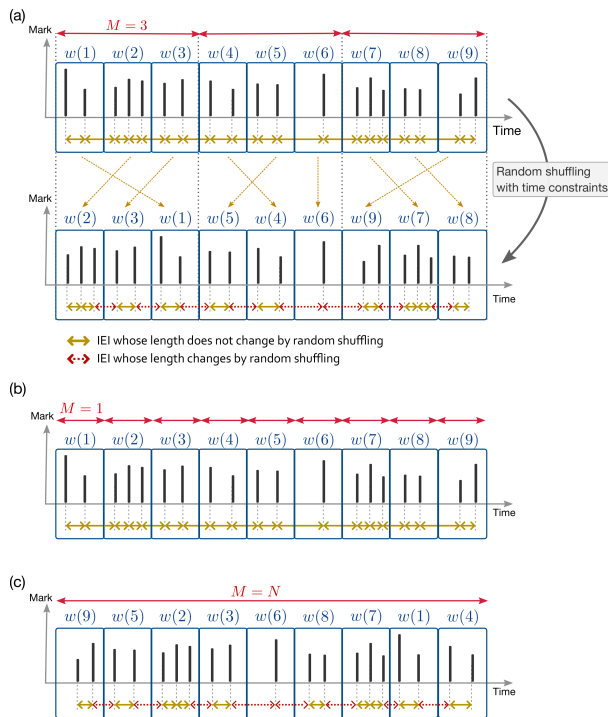 (a)
Mark
M = 3
w(1) w(2) w(3) w(4) w(5) w(6) w(7) w(8) w(9)
Time
Random shuffling
with time constraints
Mark
w(2) w(3) w(1) w(5) w(4) w(6) w(9) w(7) w(8)
Time
IEI whose length does not change by random shuffling
IEI whose length changes by random shuffling
(b)
Mark
M = 1
w(1) w(2) w(3) w(4) w(5) w(6) w(7) w(8) w(9)
Time
(c)
Mark
M = N
w(9) w(5) w(2) w(3) w(6) w(8) w(7) w(1) w(4)
Time